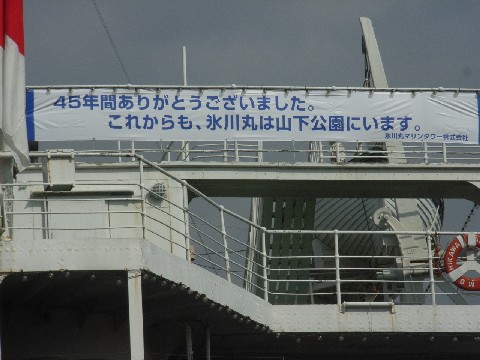 45年間ありがとうございました。
これからも、氷川丸は山下公園にいます。
氷川丸マリンタワー株式会社
HIKAWA